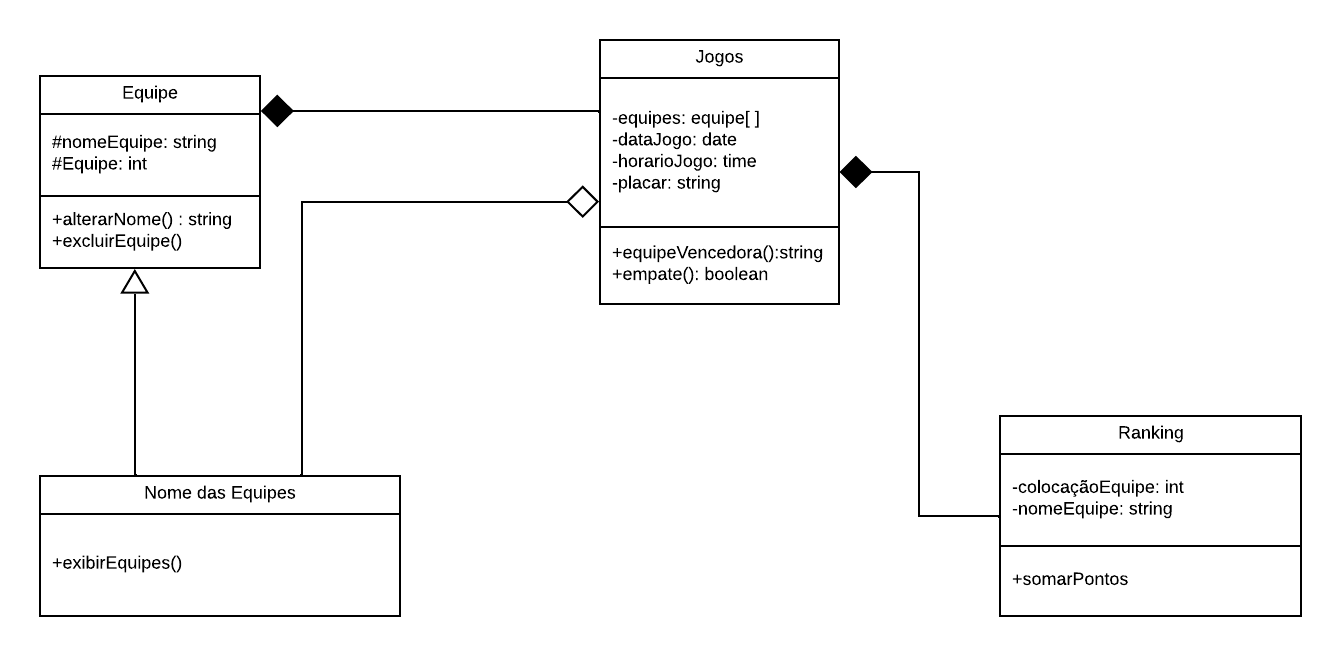 Equipe
#nomeEquipe: string
#Equipe: int
+alterarNome() : string
+excluirEquipe()
Jogos
-equipes: equipe[ ]
-dataJogo: date
-horarioJogo: time
-placar: string
+equipeVencedora():string
+empate(): boolean
Nome das Equipes
+exibirEquipes()
Ranking
-colocaçãoEquipe: int
-nomeEquipe: string
+somarPontos